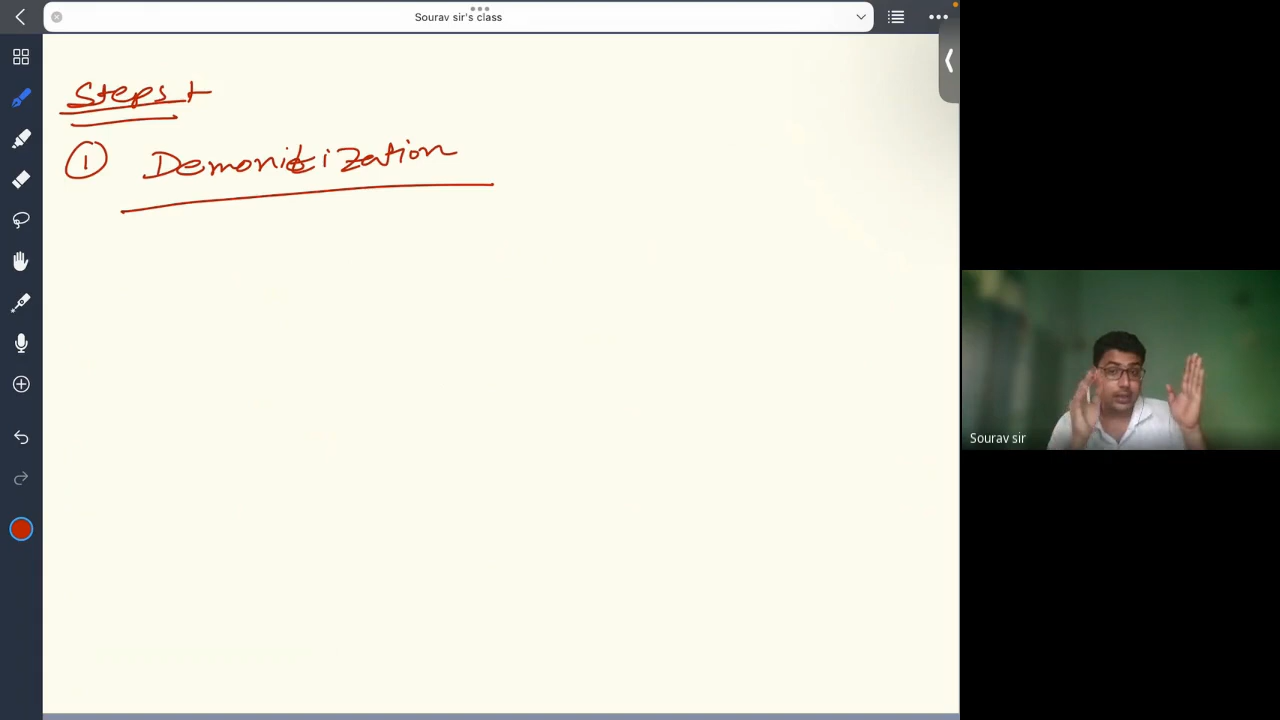 Sourav sir's class
Steps +
① Demonitization
Sourav sir